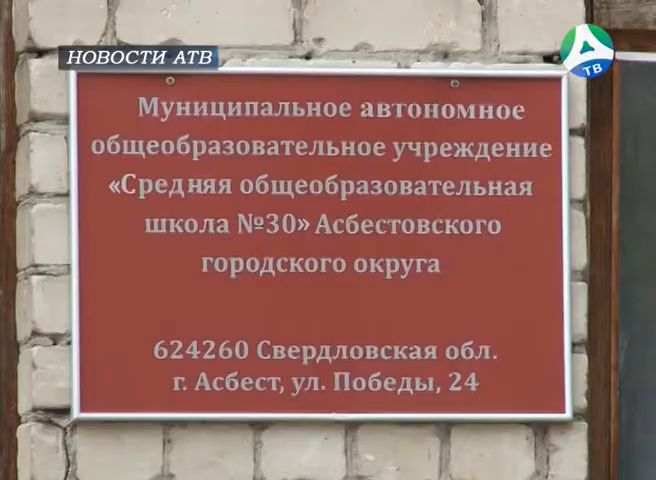 НОВОСТИ АТВ
ТВ
Муниципальное автономное
общеобразовательное учреждение
«Средняя общеобразовательная
школа №30» Асбестовского
городского округа
624260 Свердловская обл.
г. Асбест, ул. Победы, 24